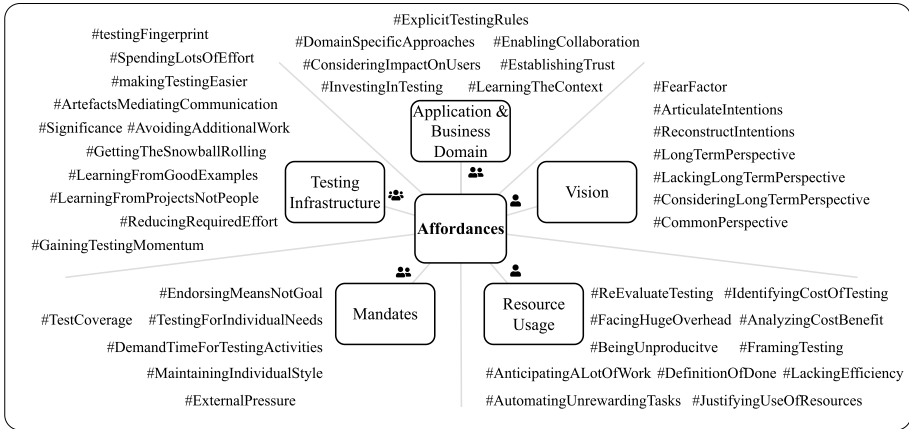 #ExplicitTestingRules
#DomainSpecificApproaches #EnablingCollaboration
#ConsideringImpactOnUsers #EstablishingTrust
#InvestingInTesting #LearningTheContext
Application &
Business
Domain
#testingFingerprint
#SpendingLotsOfEffort
#makingTestingEasier
#ArtefactsMediatingCommunication
#Significance #AvoidingAdditionalWork
#GettingTheSnowballRolling
#LearningFromGoodExamples
#LearningFromProjectsNotPeople
#ReducingRequiredEffort
#GainingTestingMomentum
Testing
Infrastructure
#FearFactor
#ArticulateIntentions
#ReconstructIntentions
#LongTermPerspective
#LackingLongTermPerspective
#ConsideringLongTermPerspective
#CommonPerspective
Vision
Affordances
#EndorsingMeansNotGoal
#TestCoverage #TestingForIndividualNeeds
#DemandTimeForTestingActivities
#MaintainingIndividualStyle
#ExternalPressure
Mandates
Resource
Usage
#ReEvaluateTesting #IdentifyingCostOfTesting
#FacingHugeOverhead #AnalyzingCostBenefit
#BeingUnproducitve #FramingTesting
#AnticipatingALotOfWork #DefinitionOfDone #LackingEfficiency
#AutomatingUnrewardingTasks #JustifyingUseOfResources